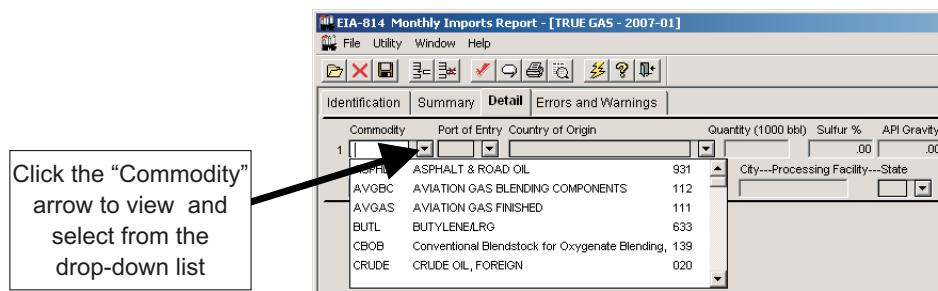 EIA-814 Monthly Imports Report - [TRUE GAS - 2007-01]
File Utility Window Help
Identification Summary Detail Errors and Warnings
Commodity Port of Entry Country of Origin Quantity (1000 bbl) Sulfur % API Gravity
1 .00 .00
ASPHL ASPHALT & ROAD OIL 931
City---Processing Facility---State
AVGBC AVIATION GAS BLENDING COMPONENTS 112
AVGAS AVIATION GAS FINISHED 111
BUTL BUTYLENE/LRG 633
CBOB Conventional Blendstock for Oxygenate Blending, 139
CRUDE CRUDE OIL, FOREIGN 020
Click the “Commodity”
arrow to view and
select from the
drop-down list